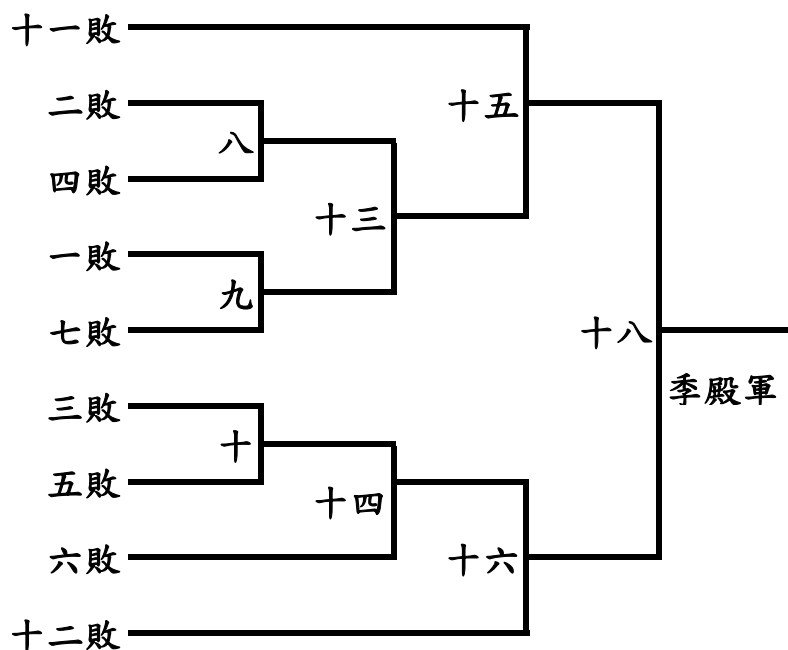 十一敗
十五
二敗
八
四敗
十三
一敗
九
七敗
十八
季殿軍
三敗
十
五敗
十四
六敗
十六
十二敗